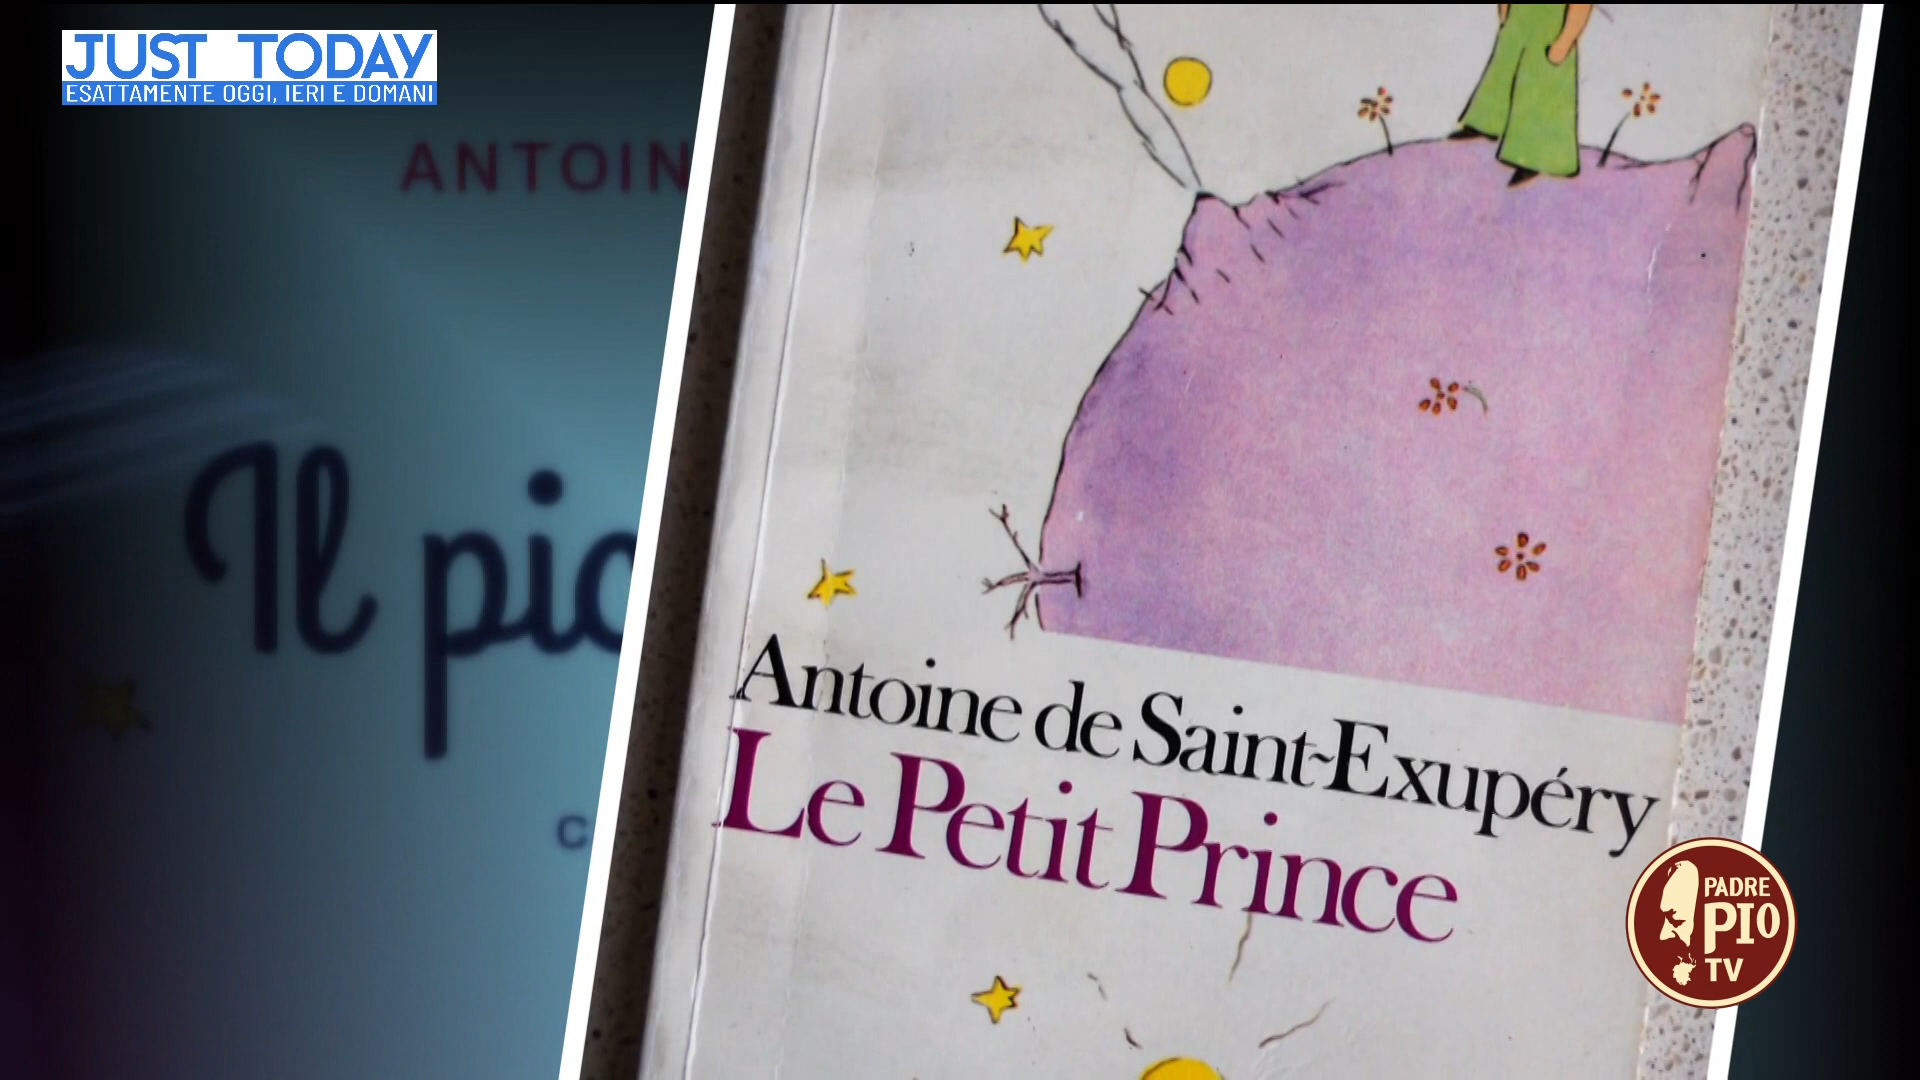 JUST TODAY
ESATTAMENTE OGGI, IERI E DOMANI
ANTOIN
Il pic
C
Antoine de Saint-Exupéry
Le Petit Prince
PADRE
PIO
TV